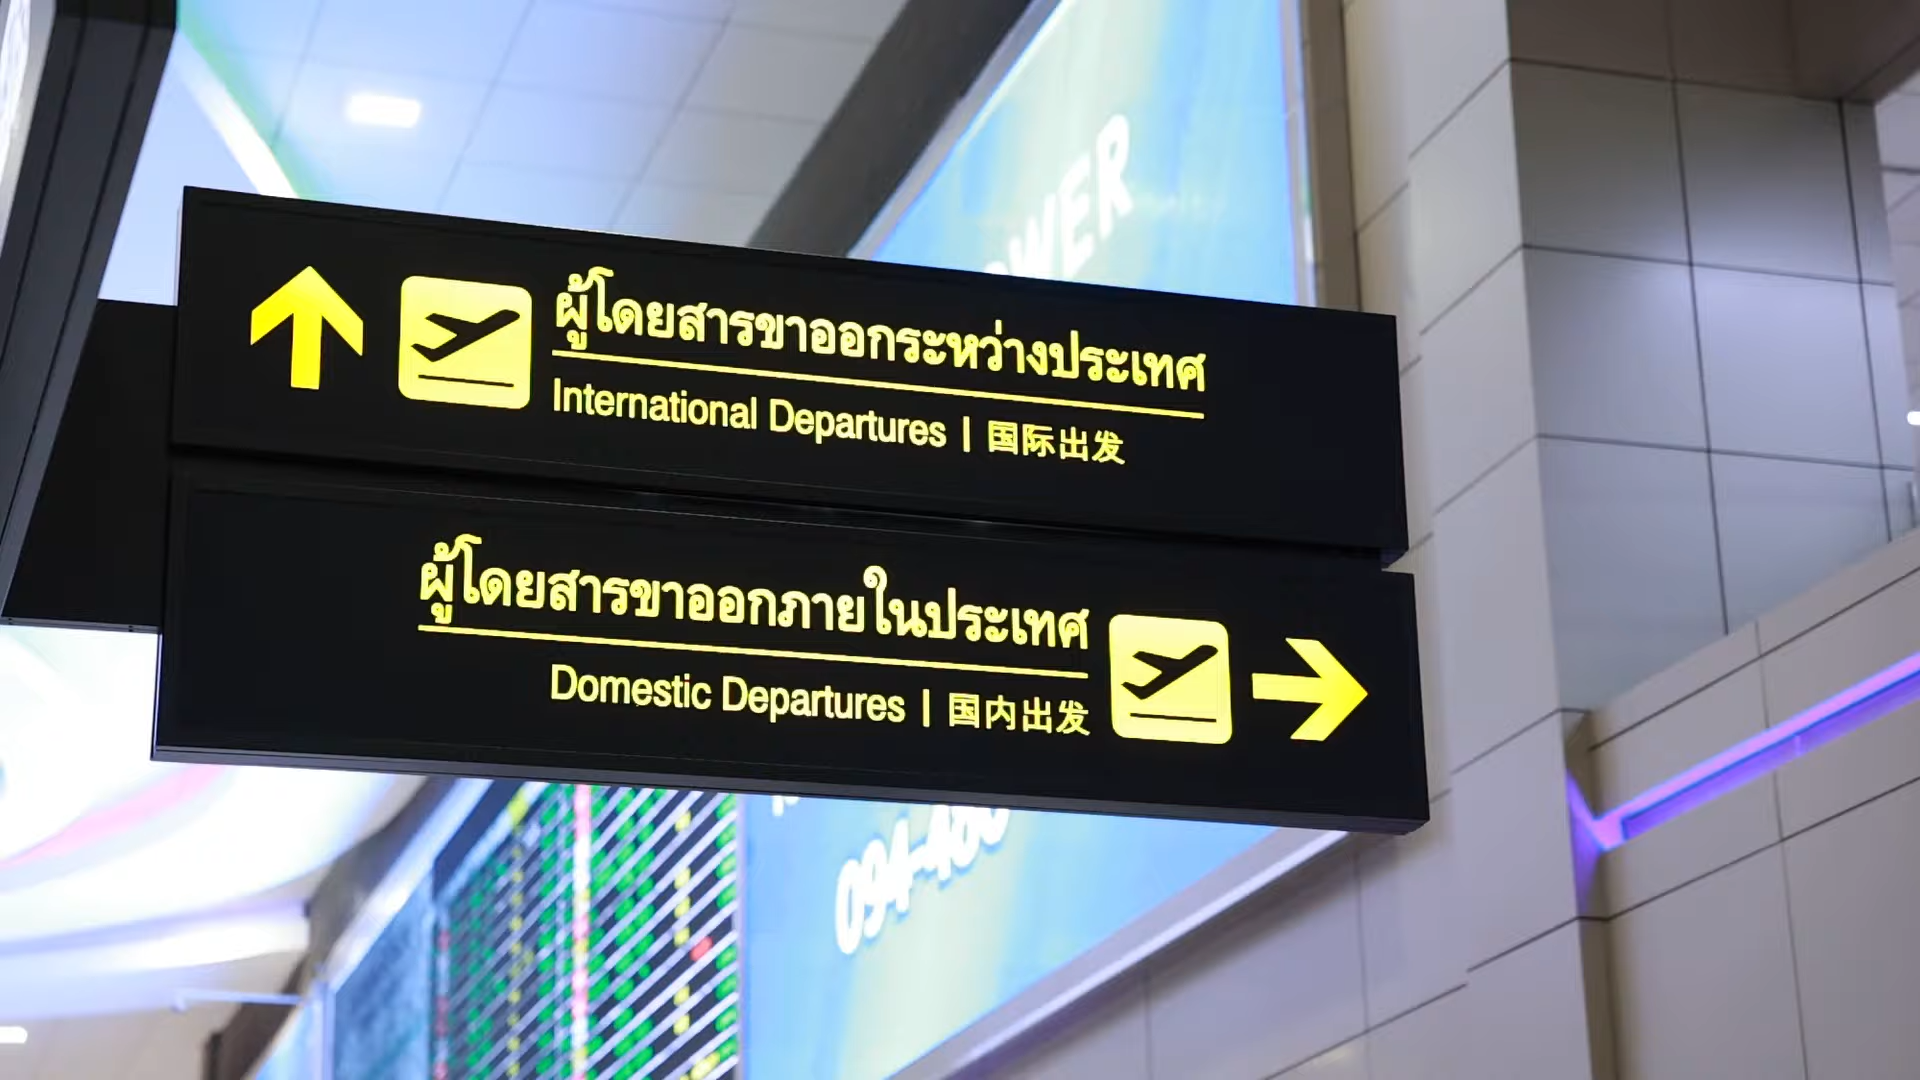 ผู้โดยสารขาออกระหว่างประเทศ
International Departures | 国际出发
ผู้โดยสารขาออกภายในประเทศ
Domestic Departures | 国内出发